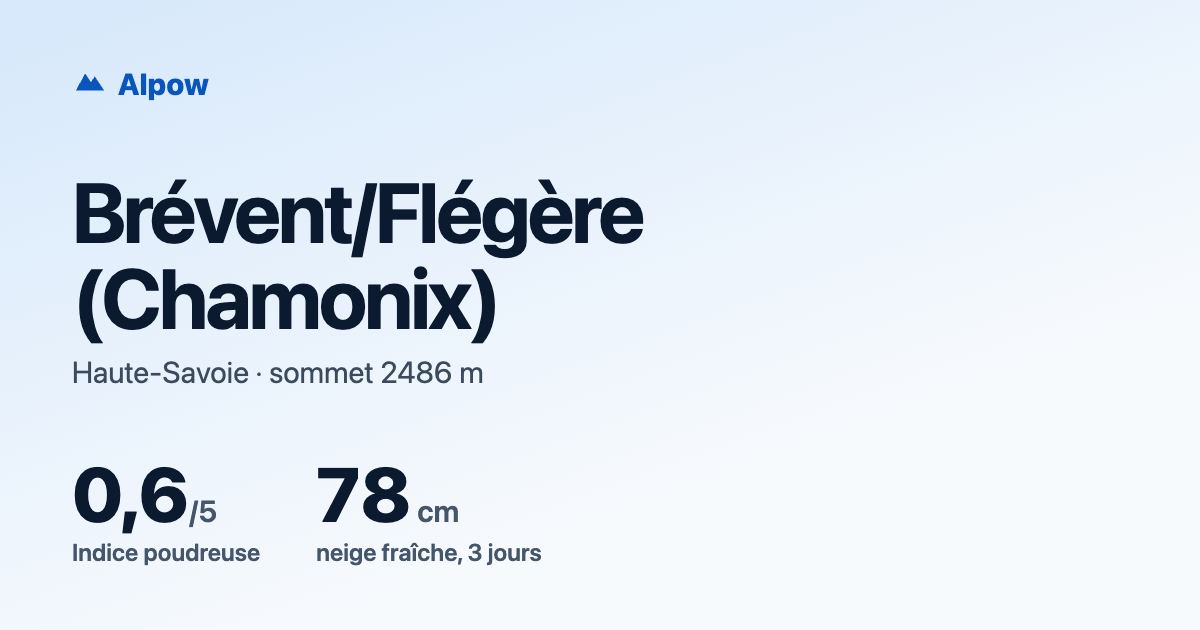 Alpow
Brévent/Flégère
(Chamonix)
Haute-Savoie · sommet 2486 m
0,6/5 78 cm
Indice poudreuse neige fraîche, 3 jours